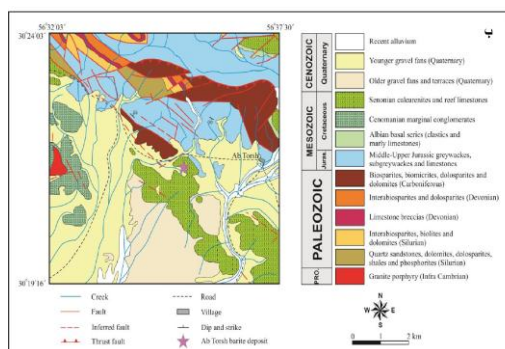 56°32'03"
56°37'30"
30°24'03"
30°19'16"
Ab Torsh
CENOZOIC
Quaternary
MESOZOIC
Cretaceous
Jurass
PALEOZOIC
PRO.
Recent alluvium
Younger gravel fans (Quaternary)
Older gravel fans and terraces (Quaternary)
Senonian calcarenites and reef limestones
Cenomanian marginal conglomerates
Albian basal series (clastics and
marly limestones)
Middle-Upper Jurassic greywackes,
subgreywackes and limestones
Biosparites, biomicrites, dolosparites and
dolomites (Carboniferous)
Interabiosparites and dolosparites (Devonian)
Limestone breccias (Devonian)
Interabiosparites, biolites and
dolomites (Silurian)
Quartz sandstones, dolomites, dolosparites,
shales and phosphorites (Silurian)
Granite porphyry (Infra Cambrian)
Creek
Fault
Inferred fault
Thrust fault
Road
Village
Dip and strike
Ab Torsh barite deposit
N
W
E
S
0 1 2 km